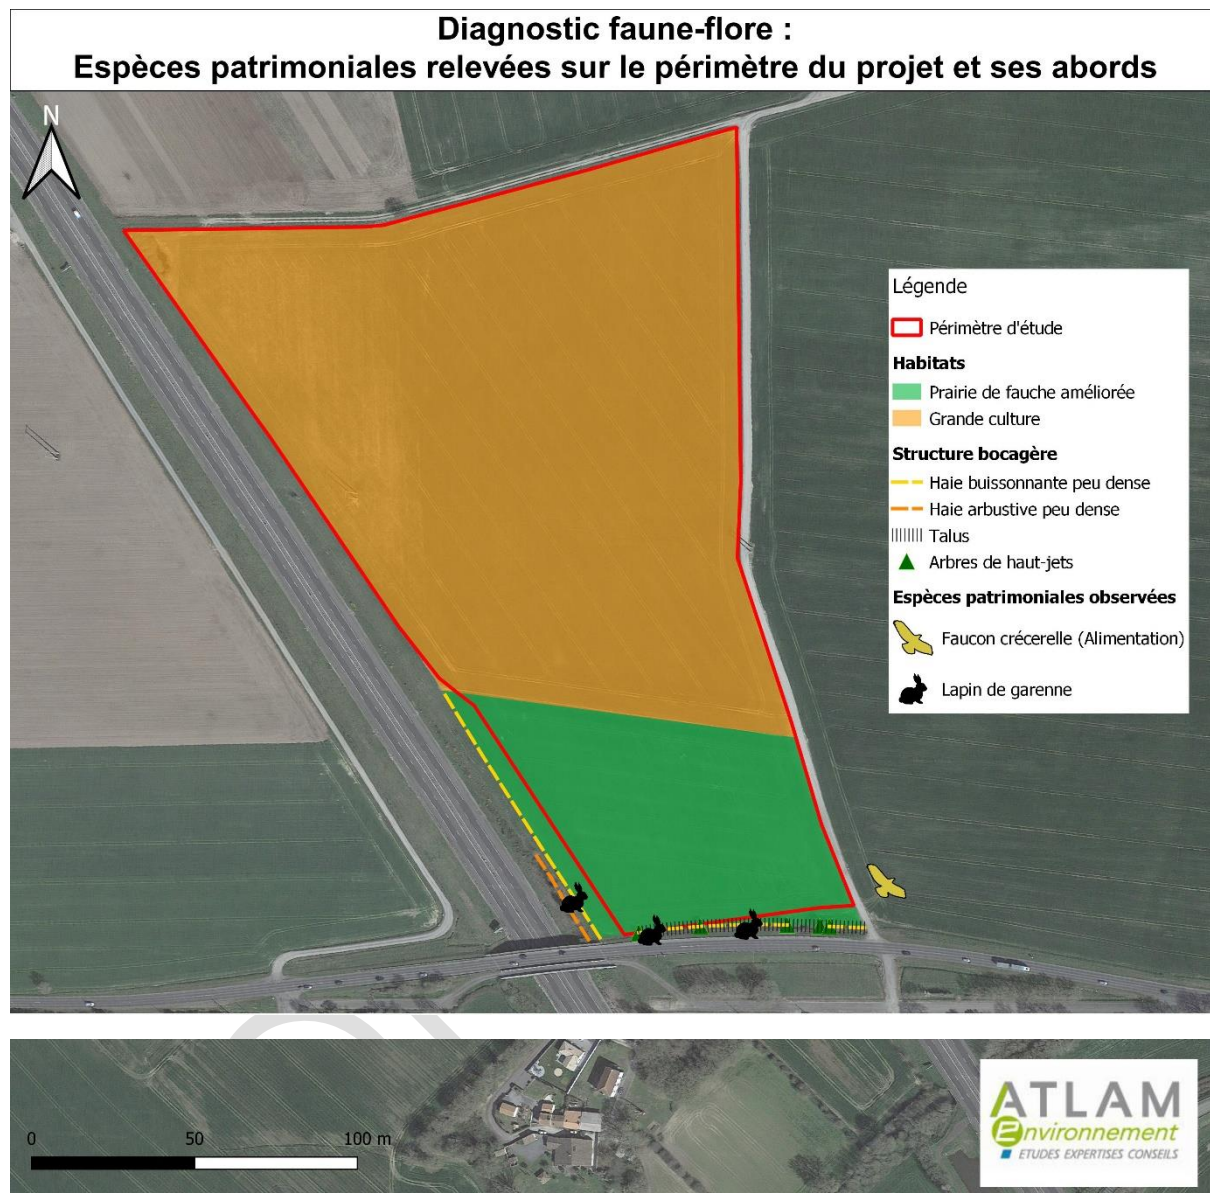 Diagnostic faune-flore :
Espèces patrimoniales relevées sur le périmètre du projet et ses abords
N
Légende
Périmètre d'étude
Habitats
Prairie de fauche améliorée
Grande culture
Structure bocagère
Haie buissonnante peu dense
Haie arbustive peu dense
Talus
Arbres de haut-jets
Espèces patrimoniales observées
Faucon crécerelle (Alimentation)
Lapin de garenne
0 50 100 m
ATLAM
Environnement
ETUDES EXPERTISES CONSEILS